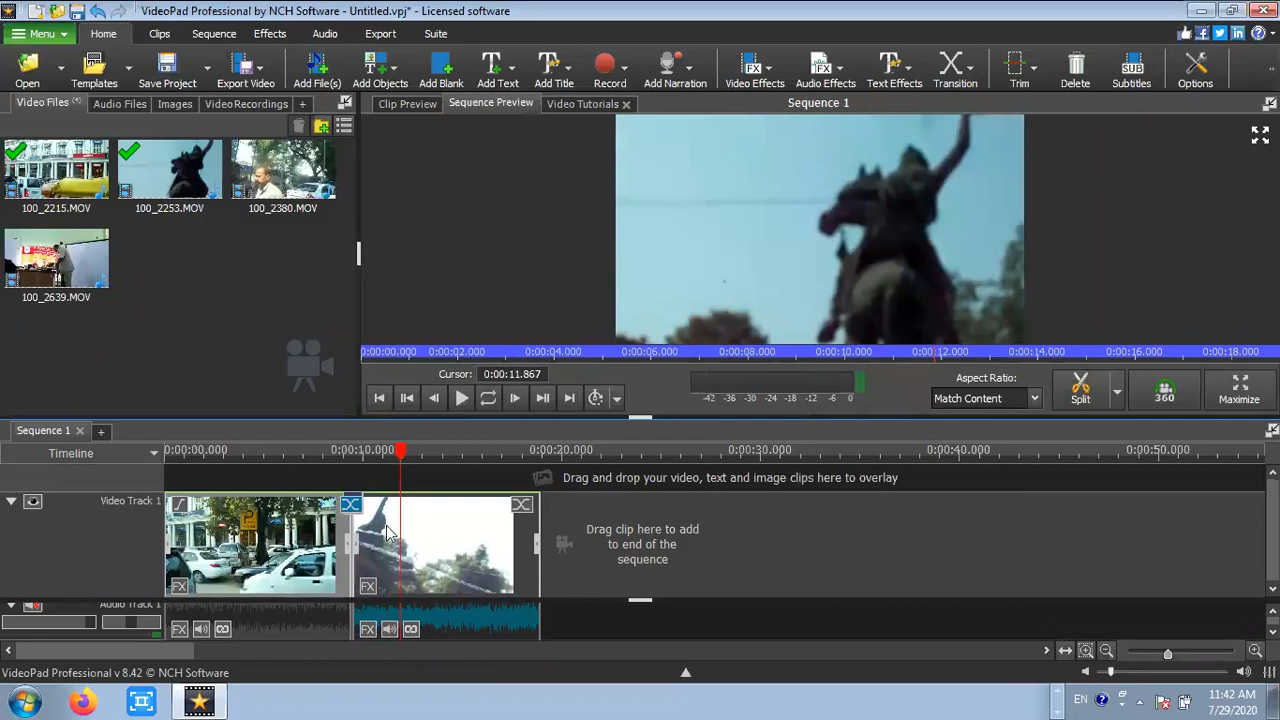 VideoPad Professional by NCH Software - Untitled.vpj* - Licensed software
Menu Home Clips Sequence Effects Audio Export Suite
Open Templates Save Project Export Video Add File(s) Add Objects Add Blank Add Text Add Title Record Add Narration Video Effects Audio Effects Text Effects Transition Trim Delete Subtitles Options
Video Files (4) Audio Files Images Video Recordings + Clip Preview Sequence Preview Video Tutorials Sequence 1
100_2215.MOV 100_2253.MOV 100_2380.MOV
100_2639.MOV
0:00:00.000 0:00:02.000 0:00:04.000 0:00:06.000 0:00:08.000 0:00:10.000 0:00:12.000 0:00:14.000 0:00:16.000 0:00:18.000
Cursor: 0:00:11.867
-42 -36 -30 -24 -18 -12 -6 0
Aspect Ratio:
Match Content
Split 360 Maximize
Sequence 1 +
Timeline 0:00:00.000 0:00:10.000 0:00:20.000 0:00:30.000 0:00:40.000 0:00:50.000
Drag and drop your video, text and image clips here to overlay
Video Track 1
P
FX FX
Drag clip here to add
to end of the
sequence
Audio Track 1
FX FX
VideoPad Professional v 8.42 © NCH Software
EN 11:42 AM
7/29/2020